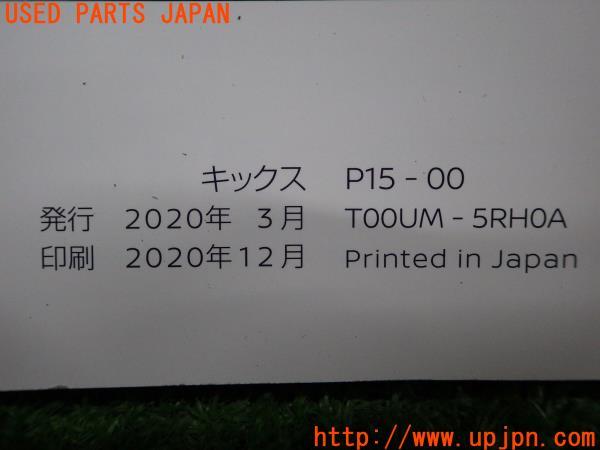 USED PARTS JAPAN
キックス P15-00
発行 2020年 3月 T00UM-5RH0A
印刷 2020年12月 Printed in Japan
http://www.upjpn.com